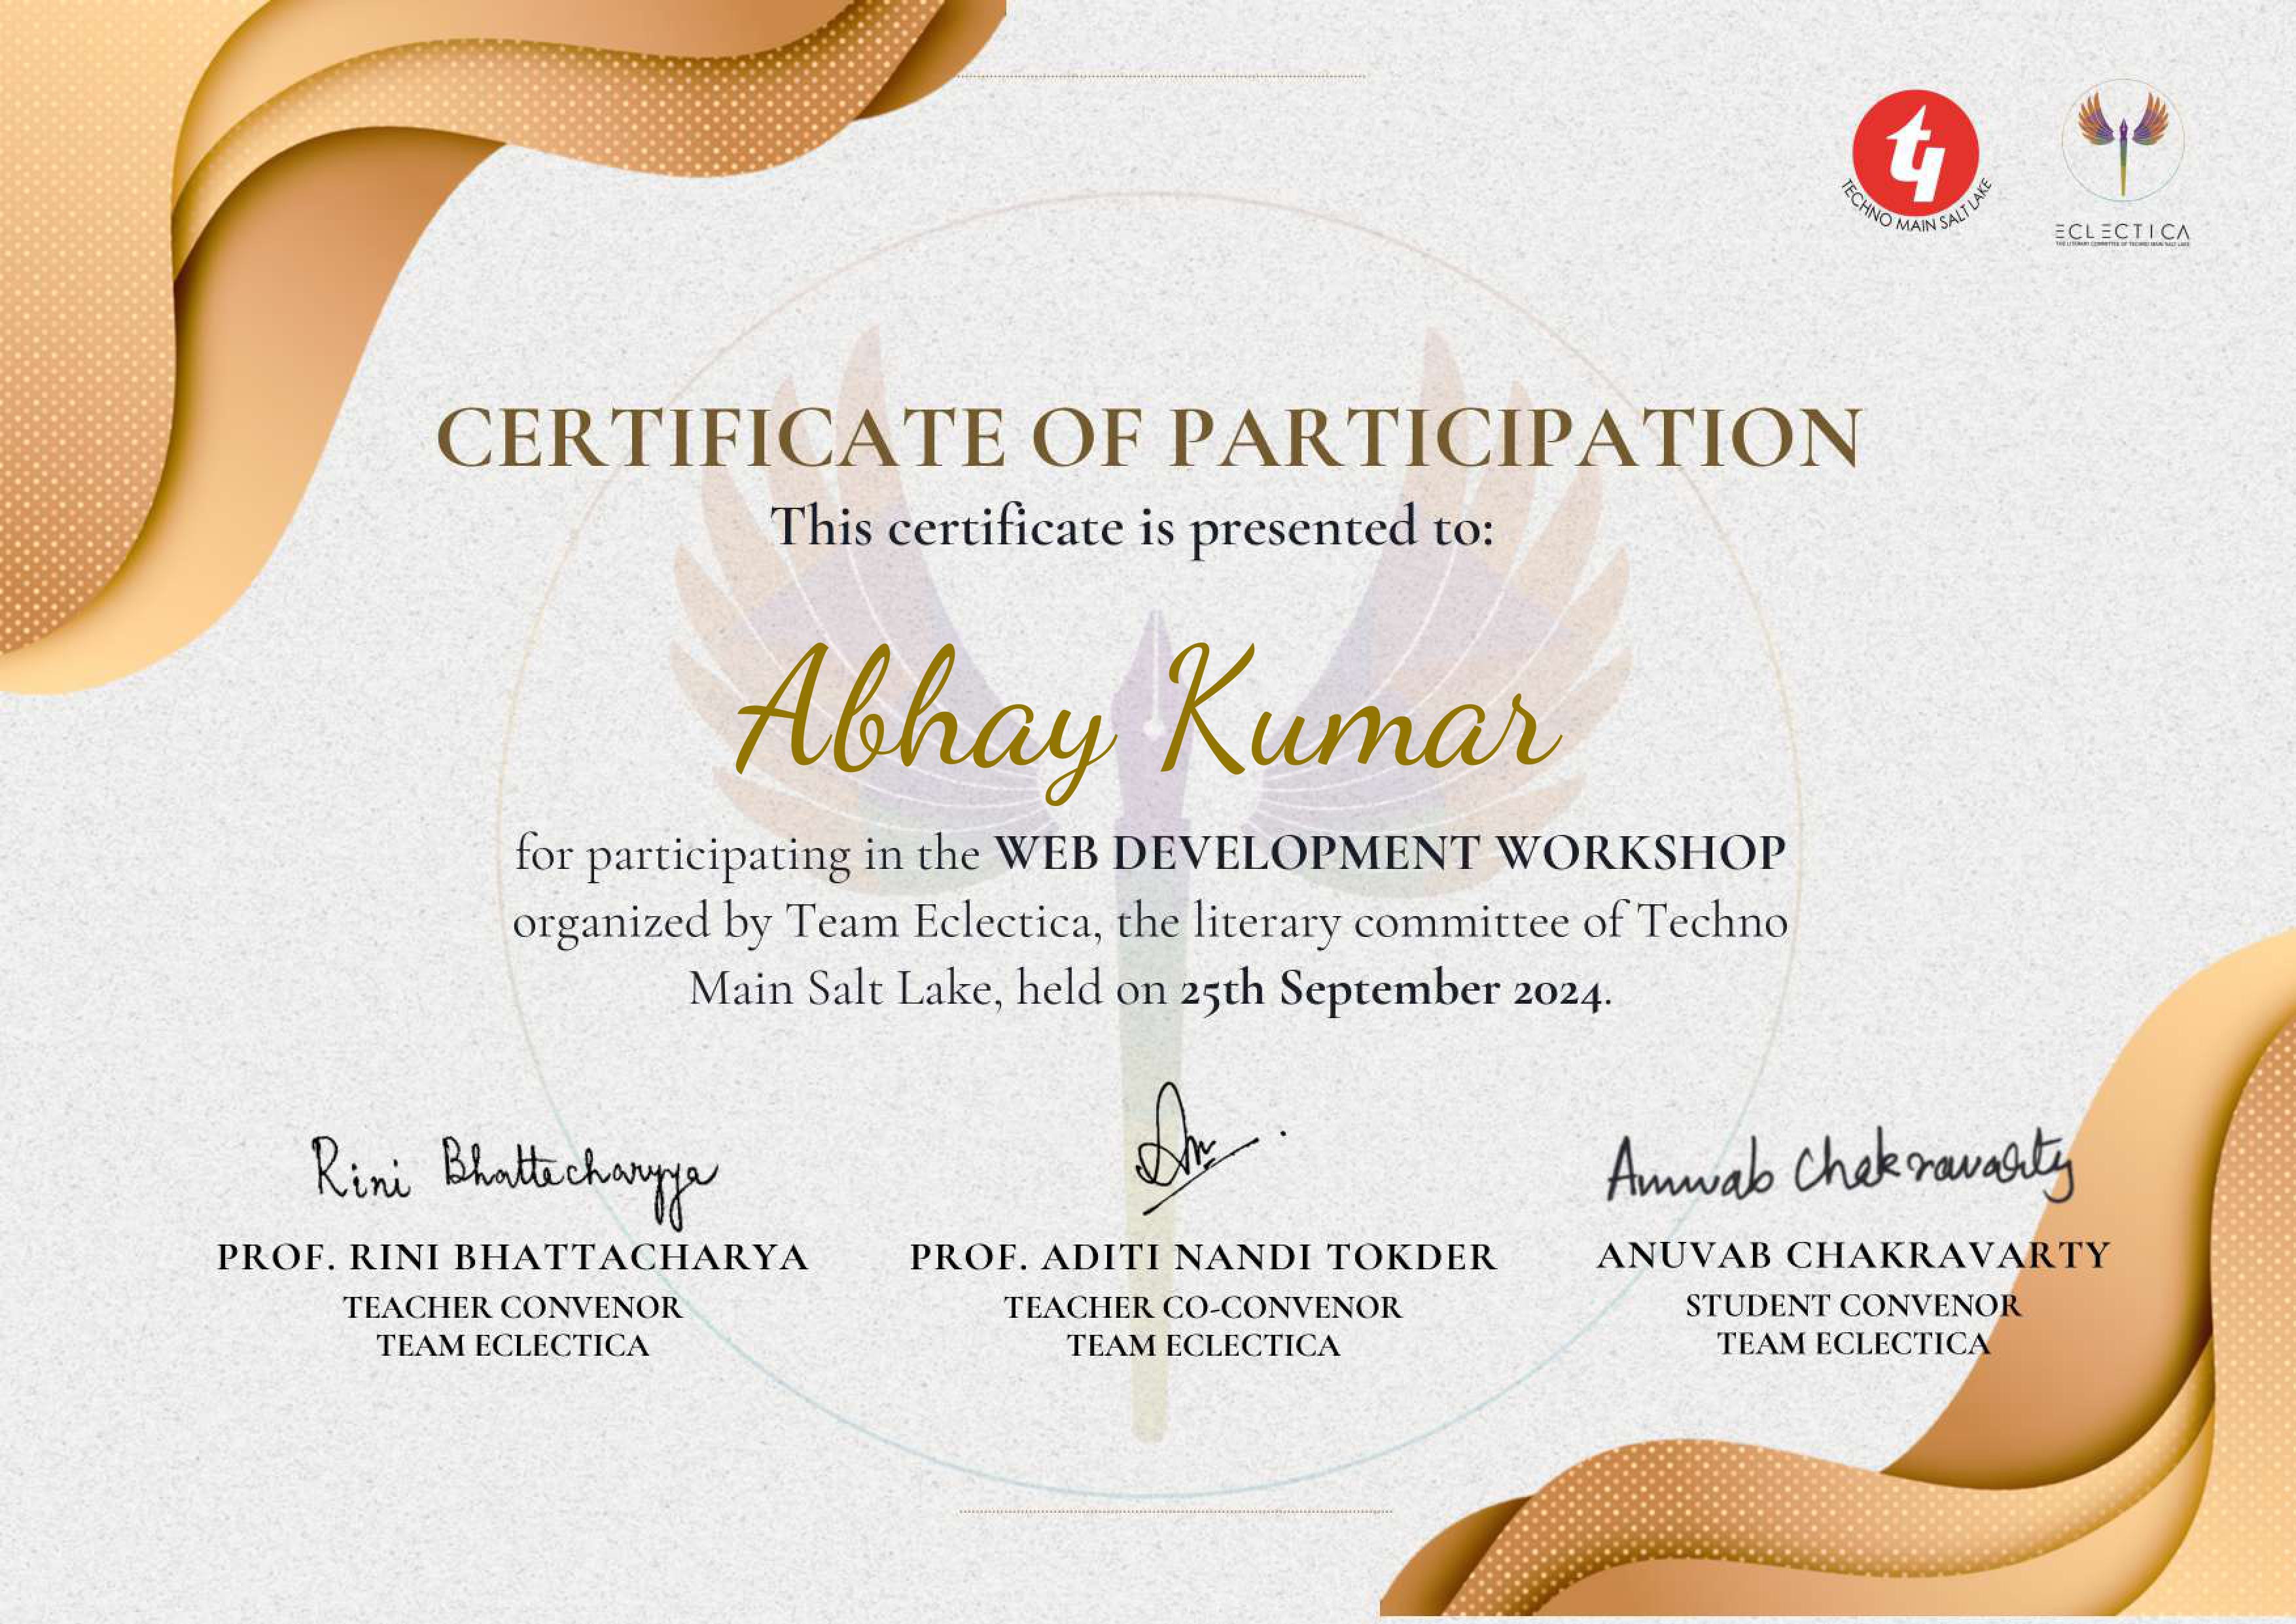 TECHNO MAIN SALT LAKE
ECLECTICA
THE LITERARY COMMITTEE OF TECHNO MAIN SALT LAKE
CERTIFICATE OF PARTICIPATION
This certificate is presented to:
Abhay Kumar
for participating in the WEB DEVELOPMENT WORKSHOP
organized by Team Eclectica, the literary committee of Techno
Main Salt Lake, held on 25th September 2024.
Rini Bhattacharyya
Anuvab Chakravarty
PROF. RINI BHATTACHARYA
TEACHER CONVENOR
TEAM ECLECTICA
PROF. ADITI NANDI TOKDER
TEACHER CO-CONVENOR
TEAM ECLECTICA
ANUVAB CHAKRAVARTY
STUDENT CONVENOR
TEAM ECLECTICA